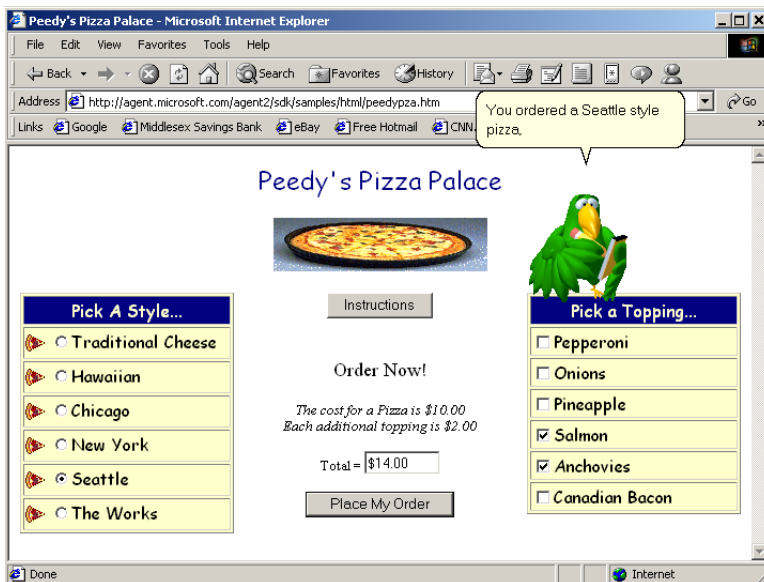 Peedy's Pizza Palace - Microsoft Internet Explorer
File Edit View Favorites Tools Help
Back Search Favorites History
Address http://agent.microsoft.com/agent2/sdk/samples/html/peedypza.htm Go
Links Google Middlesex Savings Bank eBay Free Hotmail CNN. »
You ordered a Seattle style
pizza,
Peedy's Pizza Palace
Instructions
Pick A Style...
Traditional Cheese
Hawaiian
Chicago
New York
Seattle
The Works
Order Now!
The cost for a Pizza is $10.00
Each additional topping is $2.00
Total = $14.00
Place My Order
Pick a Topping...
Pepperoni
Onions
Pineapple
Salmon
Anchovies
Canadian Bacon
Done Internet